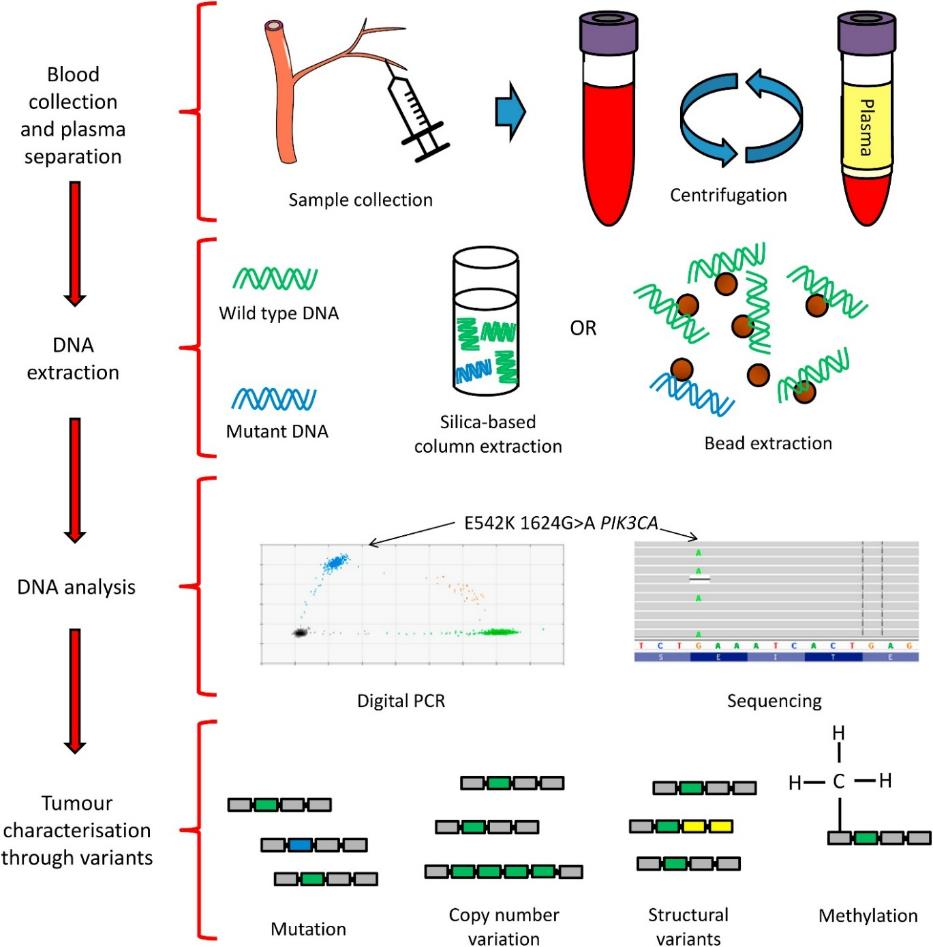 Blood
collection
and plasma
separation
Sample collection
Centrifugation
Plasma
DNA
extraction
Wild type DNA
Mutant DNA
Silica-based
column extraction
OR
Bead extraction
DNA analysis
E542K 1624G>A PIK3CA
A
A
A
A
T C T G A A A T C A C T G A G
S E I T E
Digital PCR
Sequencing
Tumour
characterisation
through variants
Mutation
Copy number
variation
Structural
variants
H
H C H
Methylation